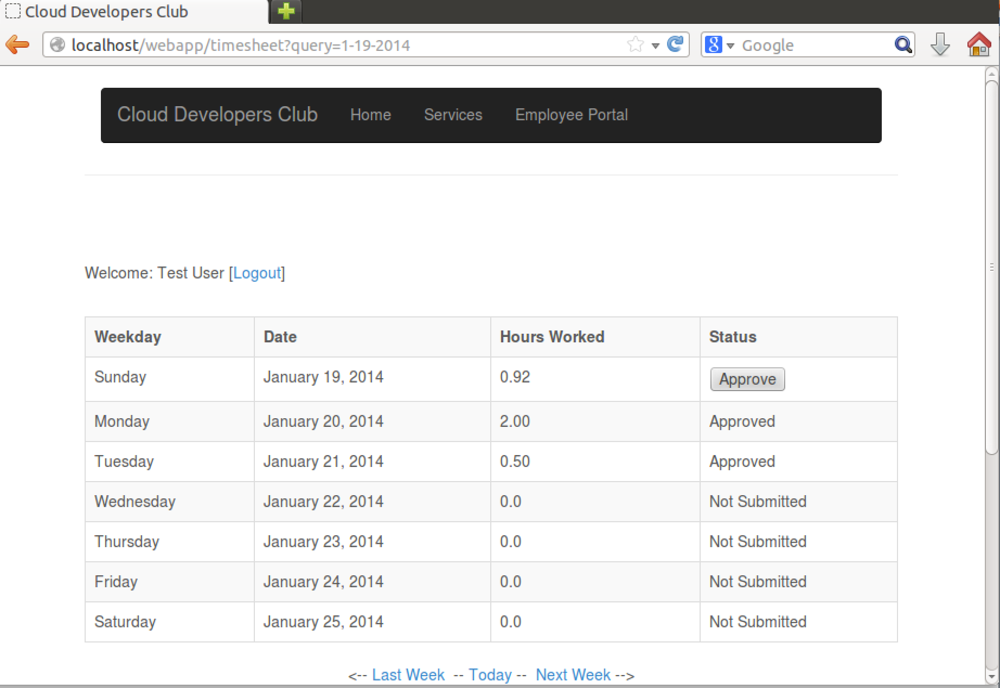 Cloud Developers Club
localhost/webapp/timesheet?query=1-19-2014
8 Google
Cloud Developers Club Home Services Employee Portal
Welcome: Test User [Logout]
Weekday Date Hours Worked Status
Sunday January 19, 2014 0.92 Approve
Monday January 20, 2014 2.00 Approved
Tuesday January 21, 2014 0.50 Approved
Wednesday January 22, 2014 0.0 Not Submitted
Thursday January 23, 2014 0.0 Not Submitted
Friday January 24, 2014 0.0 Not Submitted
Saturday January 25, 2014 0.0 Not Submitted
<-- Last Week -- Today -- Next Week -->